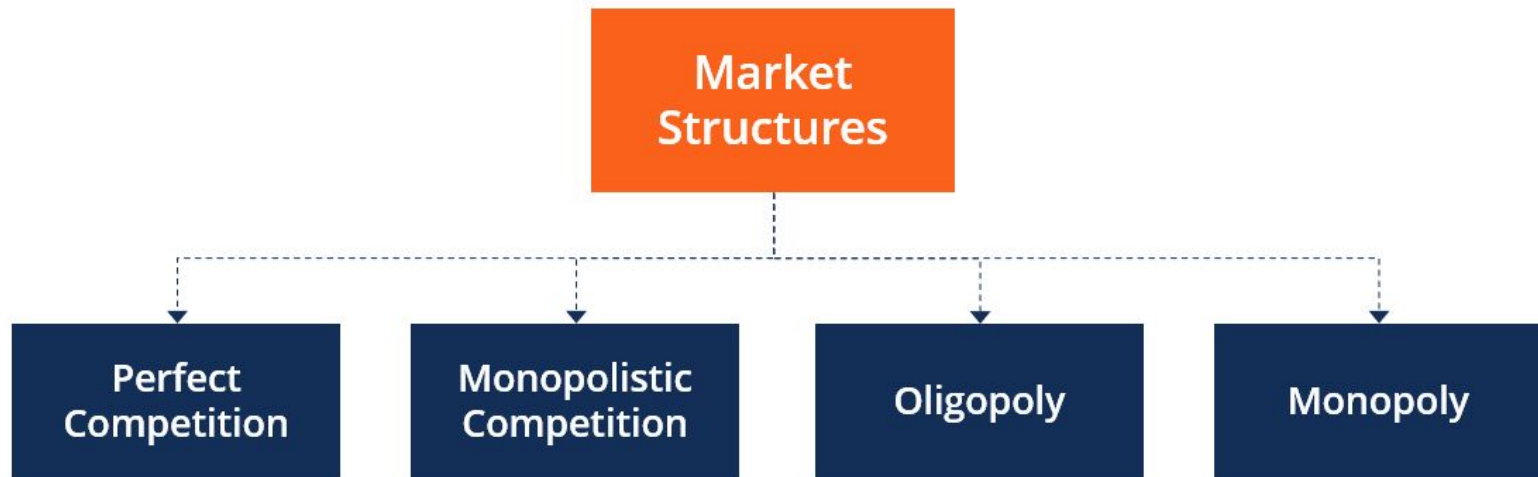 Market
Structures
Perfect
Competition
Monopolistic
Competition
Oligopoly
Monopoly